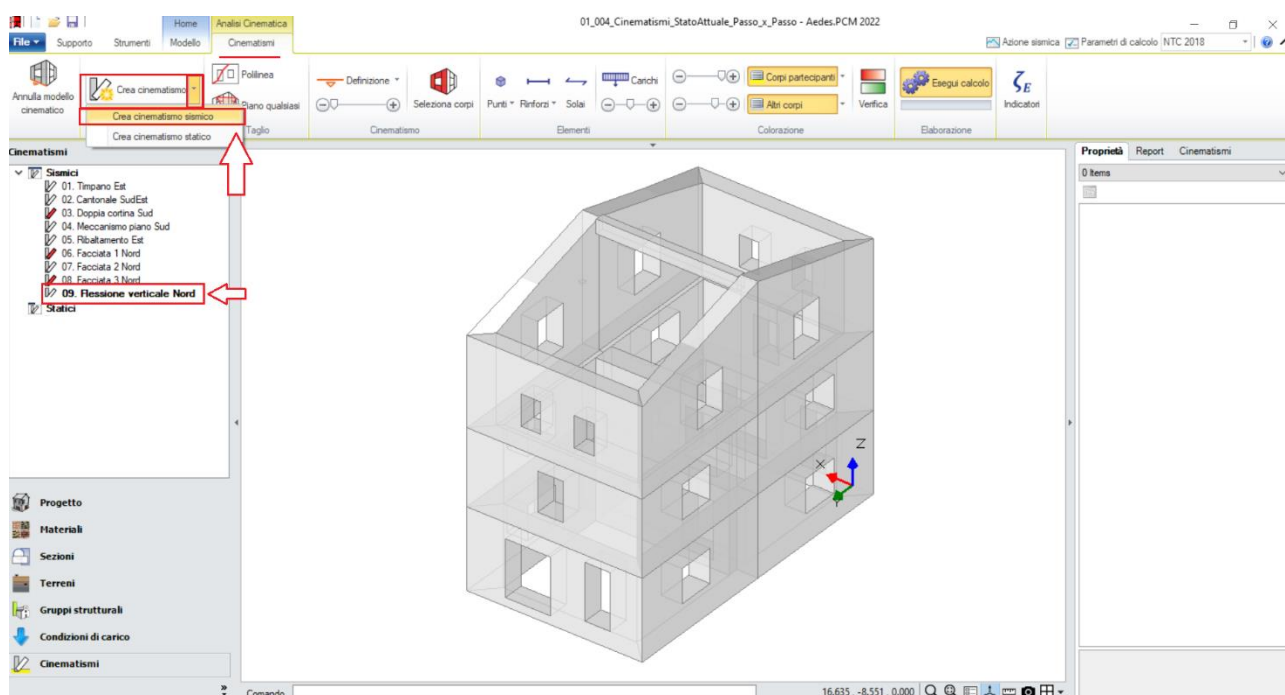 01_004_Cinematismi_StatoAttuale_Passo_x_Passo - Aedes.PCM 2022
Home Analisi Cinematica
File Supporto Strumenti Modello Cinematismi
Azione sismica Parametri di calcolo NTC 2018
Annulla modello cinematico
Crea cinematismo
Crea cinematismo sismico
Crea cinematismo statico
Polilinea
Piano qualsiasi
Taglio
Definizione
Seleziona corpi
Cinematismo
Punti Rinforzi Solai
Carichi
Elementi
Corpi partecipanti
Altri corpi
Verifica
Colorazione
Esegui calcolo
Elaborazione
ζE
Indicatori
Cinematismi
Sismici
01. Timpano Est
02. Cantonale SudEst
03. Doppia cortina Sud
04. Meccanismo piano Sud
05. Ribaltamento Est
06. Facciata 1 Nord
07. Facciata 2 Nord
08. Facciata 3 Nord
09. Flessione verticale Nord
Statici
Progetto
Materiali
Sezioni
Terreni
Gruppi strutturali
Condizioni di carico
Cinematismi
Z
X
Y
Proprietà Report Cinematismi
0 Items
Comando
16.635 -8.551 0.000